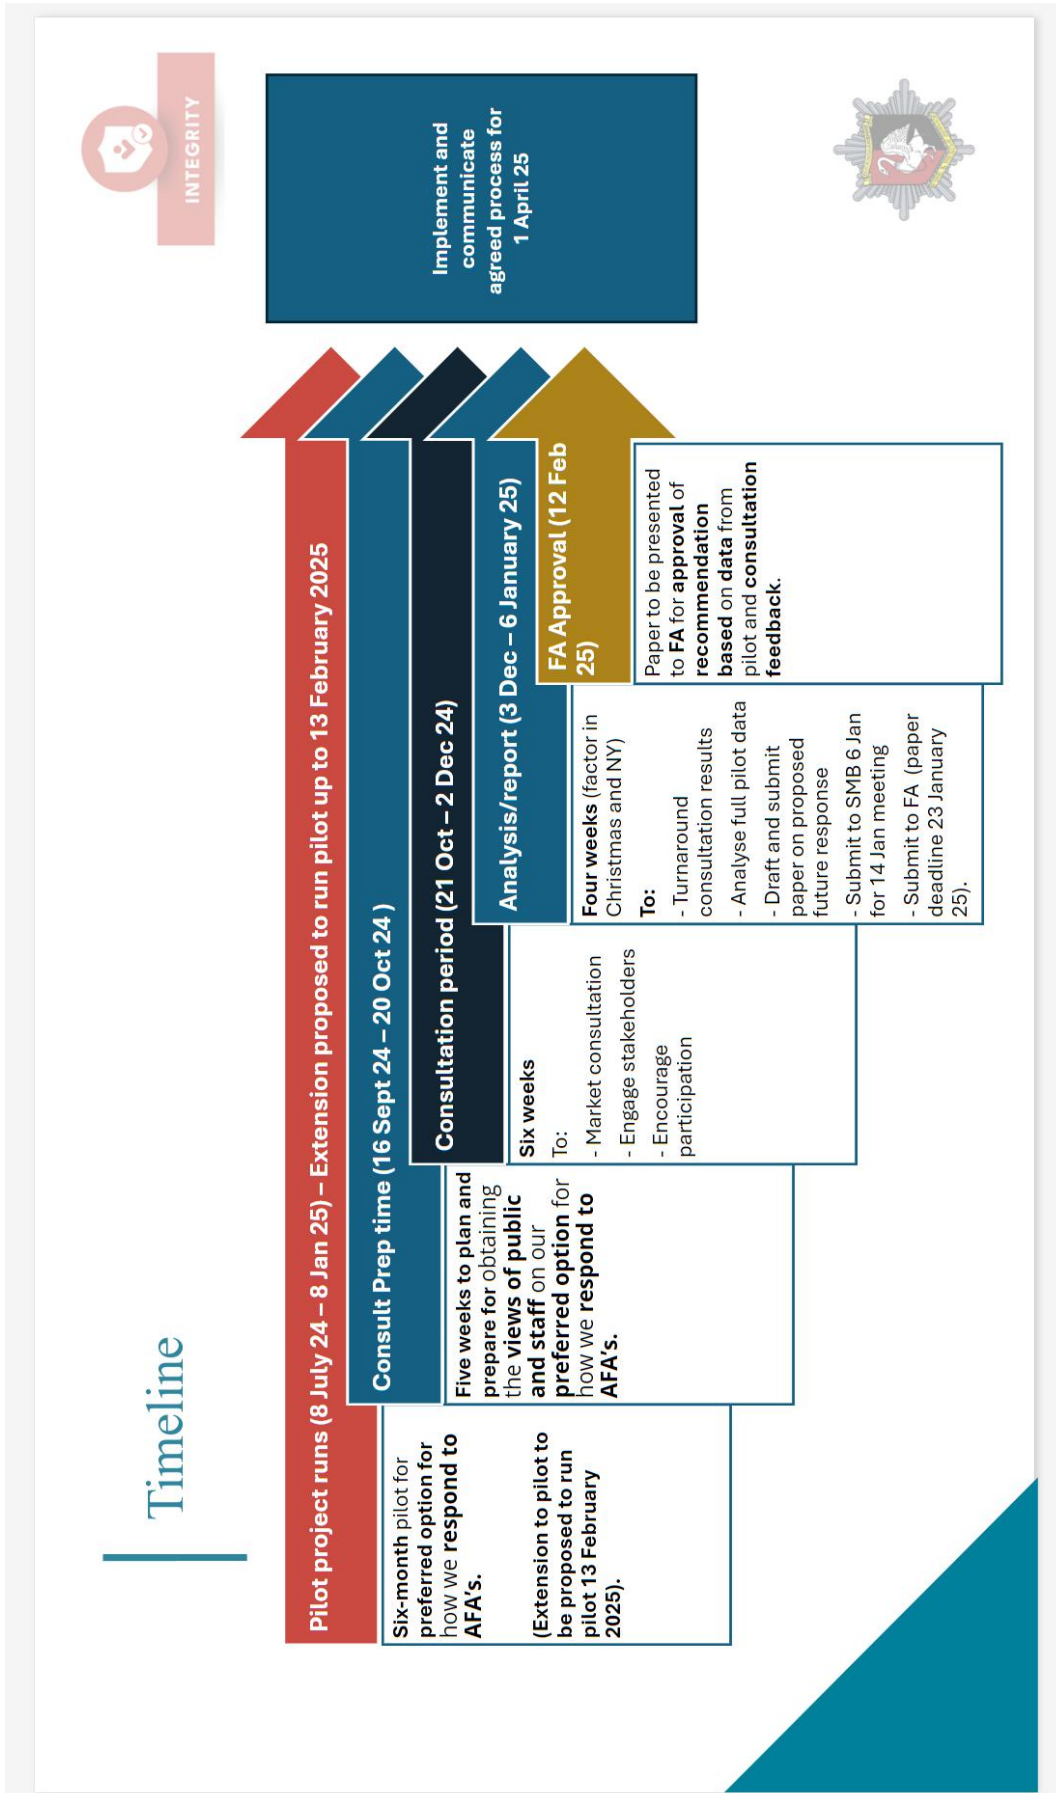 Timeline
INTEGRITY
Pilot project runs (8 July 24 – 8 Jan 25) – Extension proposed to run pilot up to 13 February 2025
Six-month pilot for
preferred option for
how we respond to
AFA’s.
(Extension to pilot to
be proposed to run
pilot 13 February
2025).
Consult Prep time (16 Sept 24 – 20 Oct 24 )
Five weeks to plan and
prepare for obtaining
the views of public
and staff on our
preferred option for
how we respond to
AFA’s.
Consultation period (21 Oct – 2 Dec 24)
Six weeks
To:
- Market consultation
- Engage stakeholders
- Encourage
participation
Analysis/report (3 Dec – 6 January 25)
Four weeks (factor in
Christmas and NY)
To:
- Turnaround
consultation results
- Analyse full pilot data
- Draft and submit
paper on proposed
future response
- Submit to SMB 6 Jan
for 14 Jan meeting
- Submit to FA (paper
deadline 23 January
25).
FA Approval (12 Feb
25)
Paper to be presented
to FA for approval of
recommendation
based on data from
pilot and consultation
feedback.
Implement and
communicate
agreed process for
1 April 25